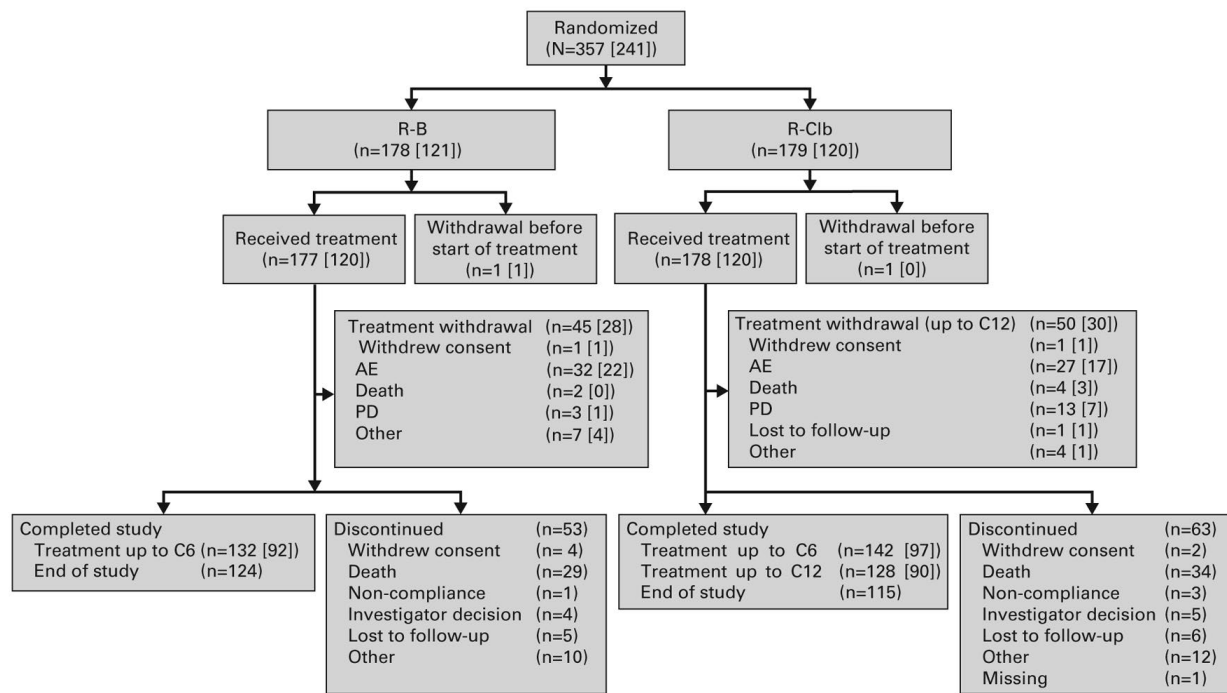 Randomized
(N=357 [241])
R-B
(n=178 [121])
R-Clb
(n=179 [120])
Received treatment
(n=177 [120])
Withdrawal before
start of treatment
(n=1 [1])
Received treatment
(n=178 [120])
Withdrawal before
start of treatment
(n=1 [0])
Treatment withdrawal (n=45 [28])
Withdrew consent (n=1 [1])
AE (n=32 [22])
Death (n=2 [0])
PD (n=3 [1])
Other (n=7 [4])
Treatment withdrawal (up to C12) (n=50 [30])
Withdrew consent (n=1 [1])
AE (n=27 [17])
Death (n=4 [3])
PD (n=13 [7])
Lost to follow-up (n=1 [1])
Other (n=4 [1])
Completed study
Treatment up to C6 (n=132 [92])
End of study (n=124)
Discontinued (n=53)
Withdrew consent (n= 4)
Death (n=29)
Non-compliance (n=1)
Investigator decision (n=4)
Lost to follow-up (n=5)
Other (n=10)
Completed study
Treatment up to C6 (n=142 [97])
Treatment up to C12 (n=128 [90])
End of study (n=115)
Discontinued (n=63)
Withdrew consent (n=2)
Death (n=34)
Non-compliance (n=3)
Investigator decision (n=5)
Lost to follow-up (n=6)
Other (n=12)
Missing (n=1)